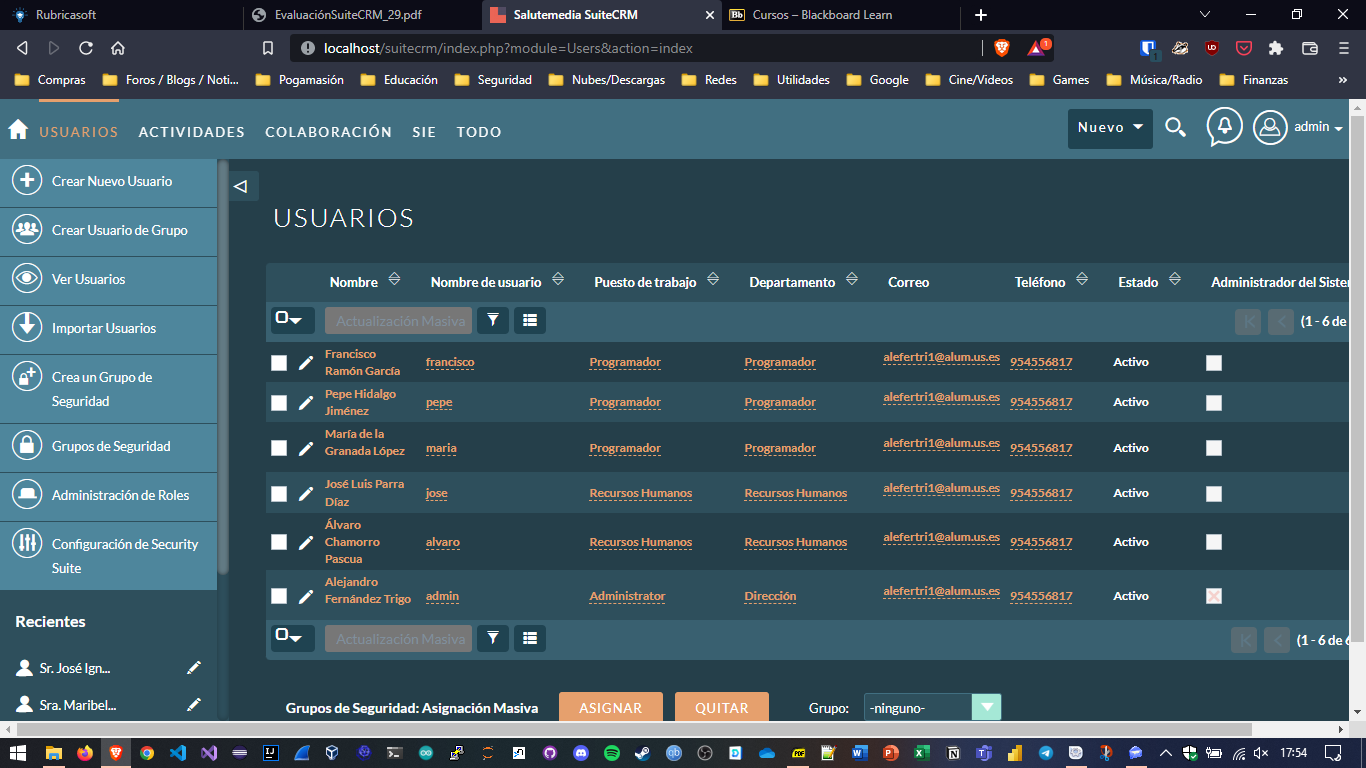 Rubricasoft
EvaluaciónSuiteCRM_29.pdf
Salutemedia SuiteCRM
Bb Cursos – Blackboard Learn
localhost/suitecrm/index.php?module=Users&action=index
1
1
Compras
Foros / Blogs / Noti...
Pogamasión
Educación
Seguridad
Nubes/Descargas
Redes
Utilidades
Google
Cine/Videos
Games
Música/Radio
Finanzas
»
USUARIOS ACTIVIDADES COLABORACIÓN SIE TODO
Nuevo
admin
Crear Nuevo Usuario
Crear Usuario de Grupo
Ver Usuarios
Importar Usuarios
Crea un Grupo de
Seguridad
Grupos de Seguridad
Administración de Roles
Configuración de Security
Suite
Recientes
Sr. José Ign...
Sra. Maribel...
USUARIOS
Nombre Nombre de usuario Puesto de trabajo Departamento Correo Teléfono Estado Administrador del Sister
Actualización Masiva
(1 - 6 de
Francisco
Ramón García
francisco Programador Programador alefertri1@alum.us.es 954556817 Activo
Pepe Hidalgo
Jiménez
pepe Programador Programador alefertri1@alum.us.es 954556817 Activo
María de la
Granada López
maria Programador Programador alefertri1@alum.us.es 954556817 Activo
José Luis Parra
Díaz
jose Recursos Humanos Recursos Humanos alefertri1@alum.us.es 954556817 Activo
Álvaro
Chamorro
Pascua
alvaro Recursos Humanos Recursos Humanos alefertri1@alum.us.es 954556817 Activo
Alejandro
Fernández Trigo
admin Administrator Dirección alefertri1@alum.us.es 954556817 Activo
Actualización Masiva
(1 - 6 de 6
Grupos de Seguridad: Asignación Masiva
ASIGNAR
QUITAR
Grupo:
-ninguno-
17:54